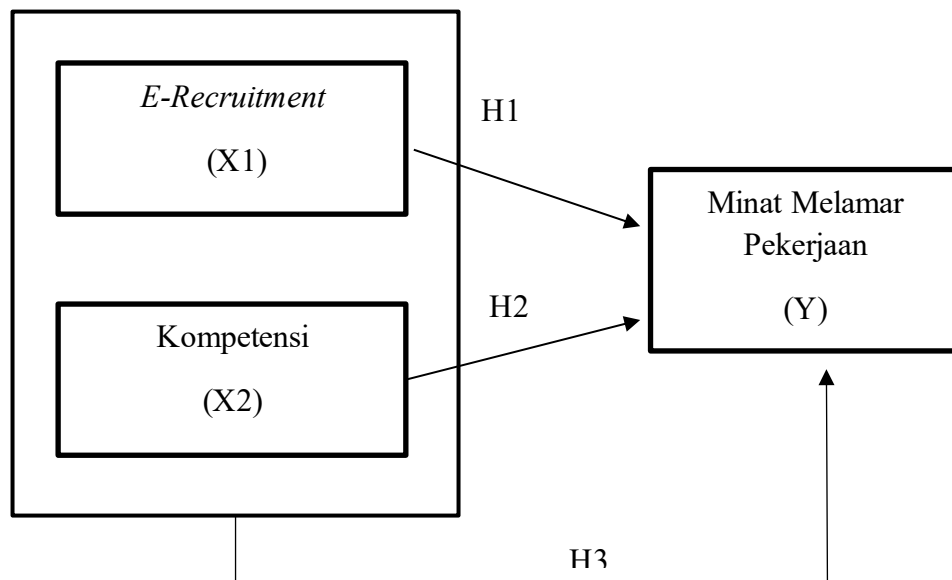 E-Recruitment
(X1)
H1
Minat Melamar
Pekerjaan
(Y)
H2
Kompetensi
(X2)
H3